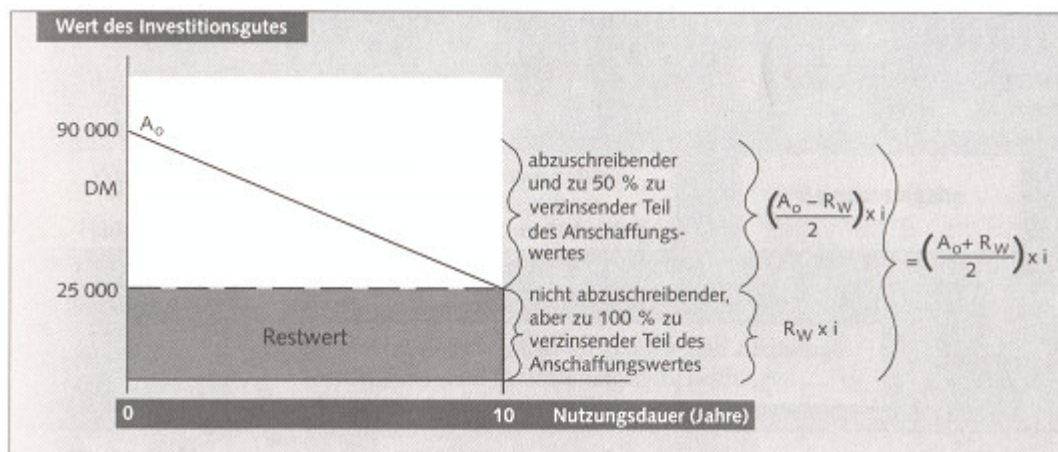 Wert des Investitionsgutes
90 000
A₀
DM
25 000
abzuschreibender
und zu 50 % zu
verzinsender Teil
des Anschaffungs-
wertes
(A₀ – R_W / 2) x i
= (A₀ + R_W / 2) x i
nicht abzuschreibender,
aber zu 100 % zu
verzinsender Teil des
Anschaffungswertes
R_W x i
Restwert
0
10
Nutzungsdauer (Jahre)